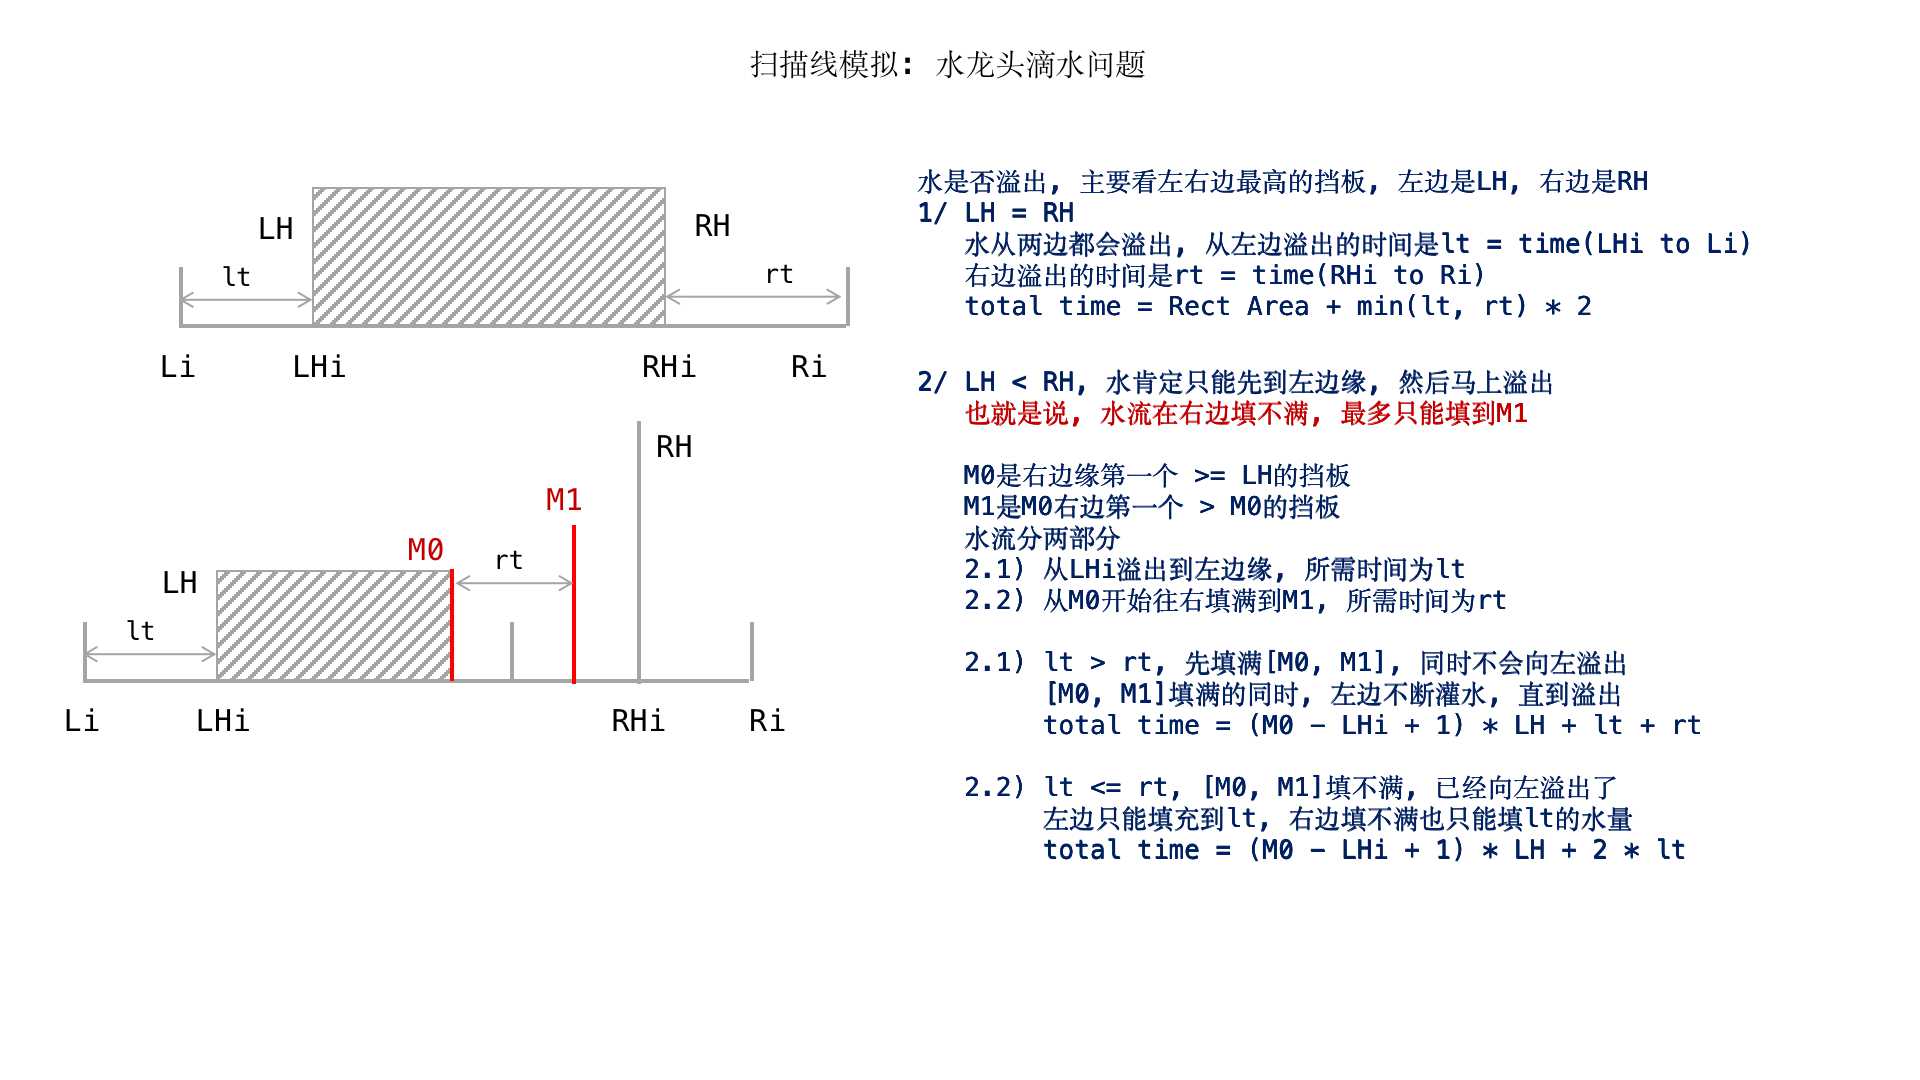 扫描线模拟: 水龙头滴水问题
LH
RH
lt
rt
Li
LHi
RHi
Ri
水是否溢出, 主要看左右边最高的挡板, 左边是LH, 右边是RH
1/ LH = RH
水从两边都会溢出, 从左边溢出的时间是lt = time(LHi to Li)
右边溢出的时间是rt = time(RHi to Ri)
total time = Rect Area + min(lt, rt) * 2
2/ LH < RH, 水肯定只能先到左边缘, 然后马上溢出
也就是说, 水流在右边填不满, 最多只能填到M1
M0是右边缘第一个 >= LH的挡板
M1是M0右边第一个 > M0的挡板
水流分两部分
2.1) 从LHi溢出到左边缘, 所需时间为lt
2.2) 从M0开始往右填满到M1, 所需时间为rt
2.1) lt > rt, 先填满[M0, M1], 同时不会向左溢出
[M0, M1]填满的同时, 左边不断灌水, 直到溢出
total time = (M0 - LHi + 1) * LH + lt + rt
2.2) lt <= rt, [M0, M1]填不满, 已经向左溢出了
左边只能填充到lt, 右边填不满也只能填lt的水量
total time = (M0 - LHi + 1) * LH + 2 * lt
RH
M1
M0
rt
LH
lt
Li
LHi
RHi
Ri